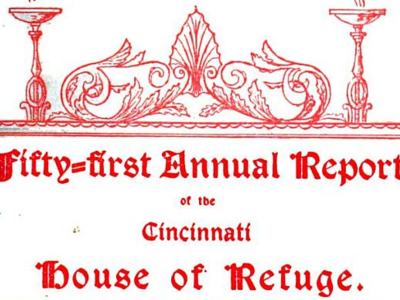 Fifty=first Annual Report
of the
Cincinnati
House of Refuge.